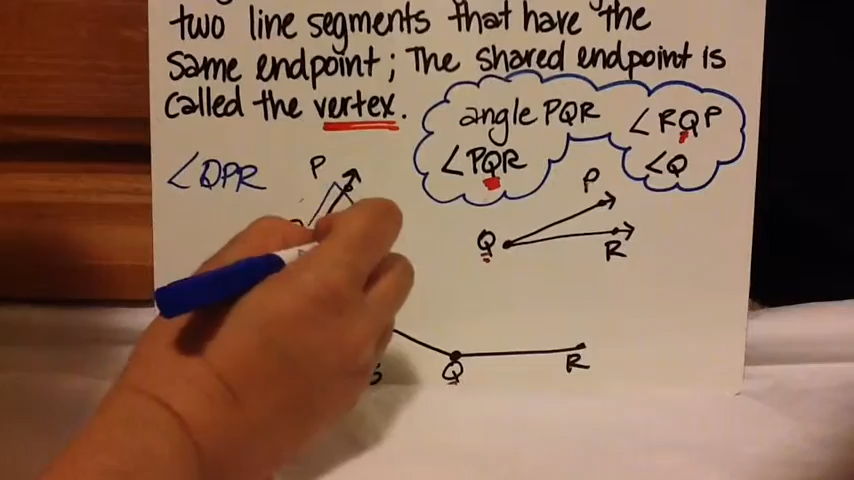 two line segments that have the
same endpoint; The shared endpoint is
called the vertex.
angle PQR
∠RQP
∠PQR
∠Q
∠QPR
P
P
Q
R
Q
R